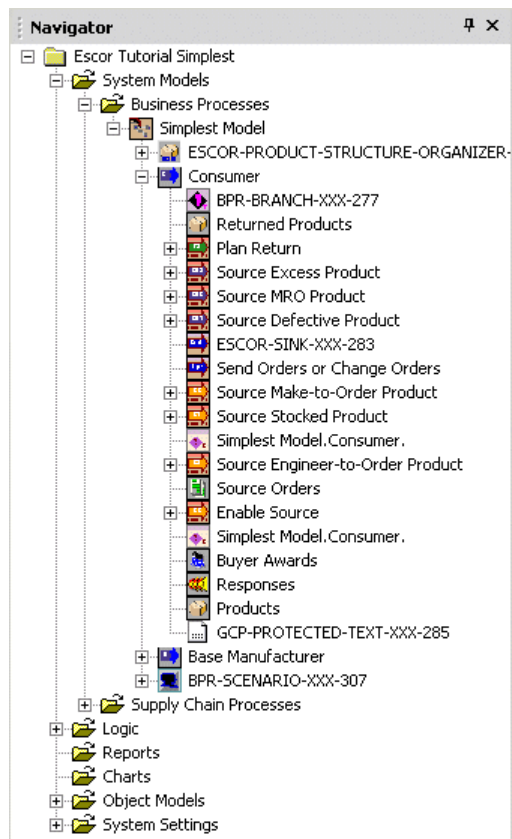 Navigator
Escor Tutorial Simplest
System Models
Business Processes
Simplest Model
ESCOR-PRODUCT-STRUCTURE-ORGANIZER-
Consumer
BPR-BRANCH-XXX-277
Returned Products
Plan Return
Source Excess Product
Source MRO Product
Source Defective Product
ESCOR-SINK-XXX-283
Send Orders or Change Orders
Source Make-to-Order Product
Source Stocked Product
Simplest Model.Consumer.
Source Engineer-to-Order Product
Source Orders
Enable Source
Simplest Model.Consumer.
Buyer Awards
Responses
Products
GCP-PROTECTED-TEXT-XXX-285
Base Manufacturer
BPR-SCENARIO-XXX-307
Supply Chain Processes
Logic
Reports
Charts
Object Models
System Settings